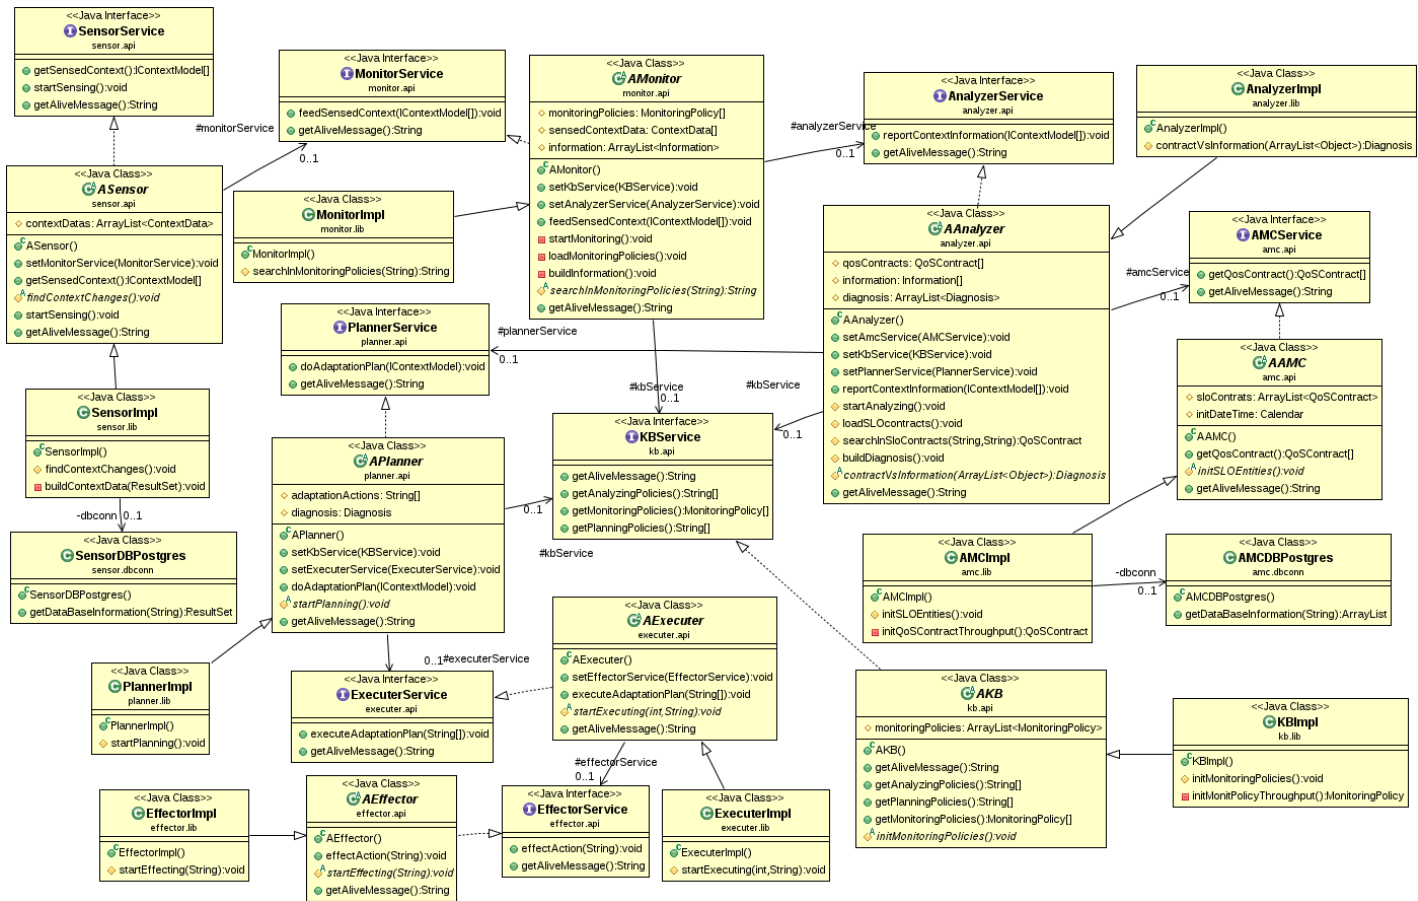 <<Java Interface>>
SensorService
sensor.api
getSensedContext():IContextModel[]
startSensing():void
getAliveMessage():String
<<Java Interface>>
MonitorService
monitor.api
feedSensedContext(IContextModel[]):void
getAliveMessage():String
<<Java Class>>
AMonitor
monitor.api
monitoringPolicies: MonitoringPolicy[]
sensedContextData: ContextData[]
information: ArrayList<Information>
AMonitor()
setKbService(KBService):void
setAnalyzerService(AnalyzerService):void
feedSensedContext(IContextModel[]):void
startMonitoring():void
loadMonitoringPolicies():void
buildInformation():void
searchInMonitoringPolicies(String):String
getAliveMessage():String
<<Java Interface>>
AnalyzerService
analyzer.api
reportContextInformation(IContextModel[]):void
getAliveMessage():String
<<Java Class>>
AnalyzerImpl
analyzer.lib
AnalyzerImpl()
contractVsInformation(ArrayList<Object>):Diagnosis
#monitorService
0..1
#analyzerService
0..1
<<Java Class>>
ASensor
sensor.api
contextDatas: ArrayList<ContextData>
ASensor()
setMonitorService(MonitorService):void
getSensedContext():IContextModel[]
findContextChanges():void
startSensing():void
getAliveMessage():String
<<Java Class>>
MonitorImpl
monitor.lib
MonitorImpl()
searchInMonitoringPolicies(String):String
<<Java Class>>
AAnalyzer
analyzer.api
qosContracts: QoSContract[]
information: Information[]
diagnosis: ArrayList<Diagnosis>
AAnalyzer()
setAmcService(AMCService):void
setKbService(KBService):void
setPlannerService(PlannerService):void
reportContextInformation(IContextModel[]):void
startAnalyzing():void
loadSLOcontracts():void
searchInSloContracts(String,String):QoSContract
buildDiagnosis():void
contractVsInformation(ArrayList<Object>):Diagnosis
getAliveMessage():String
<<Java Interface>>
AMCService
amc.api
getQosContract():QoSContract[]
getAliveMessage():String
#amcService
0..1
<<Java Interface>>
PlannerService
planner.api
doAdaptationPlan(IContextModel):void
getAliveMessage():String
#plannerService
0..1
<<Java Class>>
AAMC
amc.api
sloContrats: ArrayList<QoSContract>
initDateTime: Calendar
AAMC()
getQosContract():QoSContract[]
initSLOEntities():void
getAliveMessage():String
#kbService
0..1
#kbService
0..1
<<Java Class>>
SensorImpl
sensor.lib
SensorImpl()
findContextChanges():void
buildContextData(ResultSet):void
-dbconn
0..1
<<Java Interface>>
KBService
kb.api
getAliveMessage():String
getAnalyzingPolicies():String[]
getMonitoringPolicies():MonitoringPolicy[]
getPlanningPolicies():String[]
<<Java Class>>
APlanner
planner.api
adaptationActions: String[]
diagnosis: Diagnosis
APlanner()
setKbService(KBService):void
setExecuterService(ExecuterService):void
doAdaptationPlan(IContextModel):void
startPlanning():void
getAliveMessage():String
0..1
#kbService
<<Java Class>>
SensorDBPostgres
sensor.dbconn
SensorDBPostgres()
getDataBaseInformation(String):ResultSet
<<Java Class>>
AMCImpl
amc.lib
AMCImpl()
initSLOEntities():void
initQoSContractThroughput():QoSContract
-dbconn
0..1
<<Java Class>>
AMCDBPostgres
amc.dbconn
AMCDBPostgres()
getDataBaseInformation(String):ArrayList
<<Java Class>>
AExecuter
executer.api
AExecuter()
setEffectorService(EffectorService):void
executeAdaptationPlan(String[]):void
startExecuting(int,String):void
getAliveMessage():String
<<Java Class>>
PlannerImpl
planner.lib
PlannerImpl()
startPlanning():void
0..1
#executerService
<<Java Interface>>
ExecuterService
executer.api
executeAdaptationPlan(String[]):void
getAliveMessage():String
<<Java Class>>
AKB
kb.api
monitoringPolicies: ArrayList<MonitoringPolicy>
AKB()
getAliveMessage():String
getAnalyzingPolicies():String[]
getPlanningPolicies():String[]
getMonitoringPolicies():MonitoringPolicy[]
initMonitoringPolicies():void
<<Java Class>>
KBImpl
kb.lib
KBImpl()
initMonitoringPolicies():void
initMonitPolicyThroughput():MonitoringPolicy
#effectorService
0..1
<<Java Class>>
EffectorImpl
effector.lib
EffectorImpl()
startEffecting(String):void
<<Java Class>>
AEffector
effector.api
AEffector()
effectAction(String):void
startEffecting(String):void
getAliveMessage():String
<<Java Interface>>
EffectorService
effector.api
effectAction(String):void
getAliveMessage():String
<<Java Class>>
ExecuterImpl
executer.lib
ExecuterImpl()
startExecuting(int,String):void